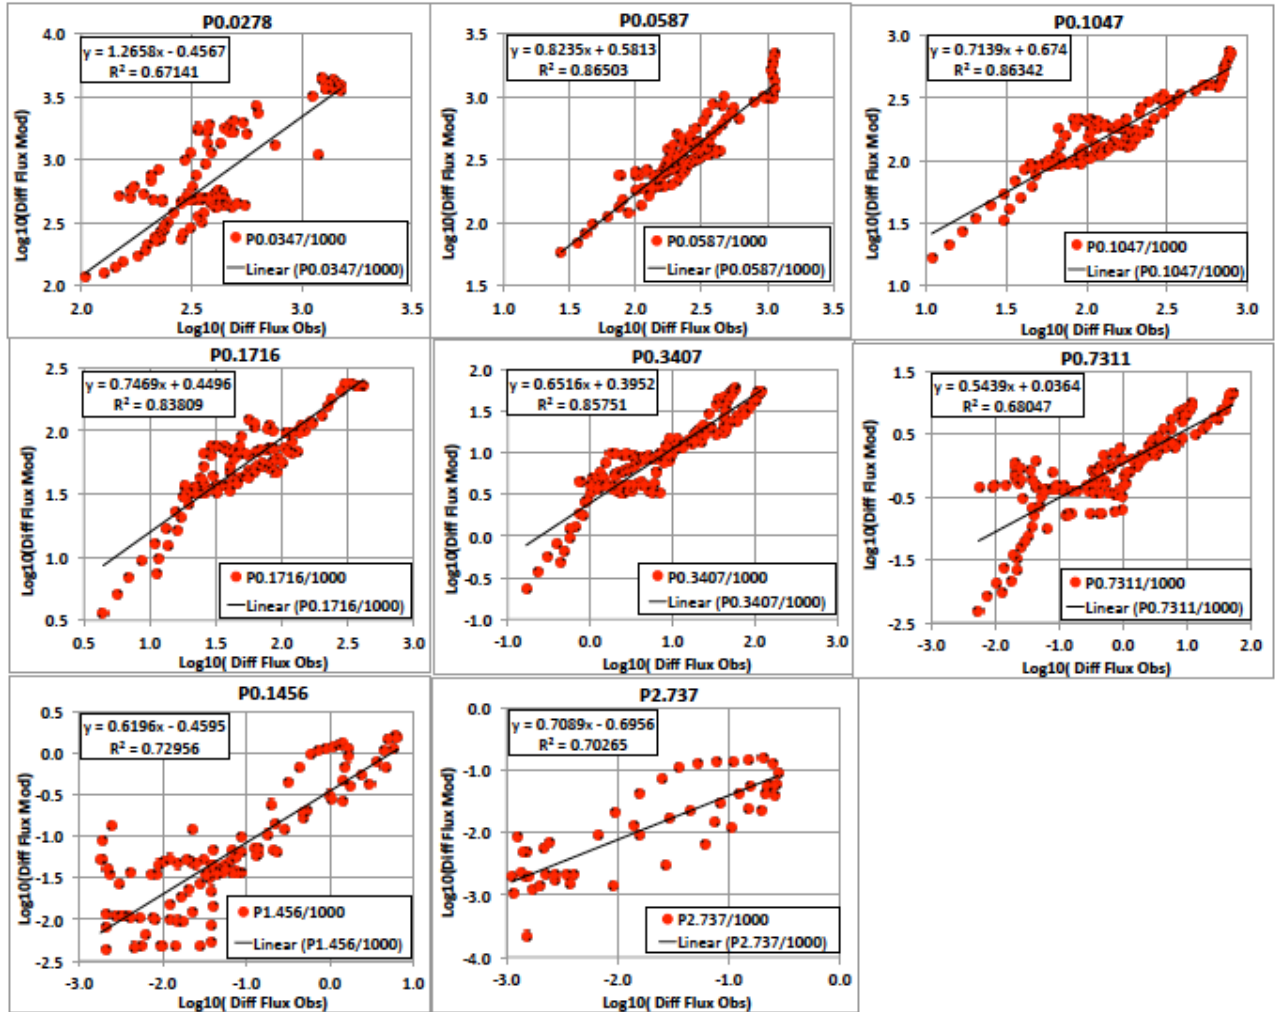 P0.0278
y = 1.2658x - 0.4567
R² = 0.67141
Log10(Diff Flux Mod)
4.0
3.5
3.0
2.5
2.0
2.0 2.5 3.0 3.5
Log10( Diff Flux Obs)
P0.0347/1000
Linear (P0.0347/1000)
P0.0587
y = 0.8235x + 0.5813
R² = 0.86503
Log10(Diff Flux Mod)
3.5
3.0
2.5
2.0
1.5
1.0 1.5 2.0 2.5 3.0 3.5
Log10( Diff Flux Obs)
P0.0587/1000
Linear (P0.0587/1000)
P0.1047
y = 0.7139x + 0.674
R² = 0.86342
Log10(Diff Flux Mod)
3.0
2.5
2.0
1.5
1.0
1.0 1.5 2.0 2.5 3.0
Log10( Diff Flux Obs)
P0.1047/1000
Linear (P0.1047/1000)
P0.1716
y = 0.7469x + 0.4496
R² = 0.83809
Log10(Diff Flux Mod)
2.5
2.0
1.5
1.0
0.5
0.5 1.0 1.5 2.0 2.5 3.0
Log10( Diff Flux Obs)
P0.1716/1000
Linear (P0.1716/1000)
P0.3407
y = 0.6516x + 0.3952
R² = 0.85751
Log10(Diff Flux Mod)
2.0
1.5
1.0
0.5
0.0
-0.5
-1.0
-1.0 0.0 1.0 2.0 3.0
Log10( Diff Flux Obs)
P0.3407/1000
Linear (P0.3407/1000)
P0.7311
y = 0.5439x + 0.0364
R² = 0.68047
Log10(Diff Flux Mod)
1.5
0.5
-0.5
-1.5
-2.5
-3.0 -2.0 -1.0 0.0 1.0 2.0
Log10( Diff Flux Obs)
P0.7311/1000
Linear (P0.7311/1000)
P0.1456
y = 0.6196x - 0.4595
R² = 0.72956
Log10(Diff Flux Mod)
0.5
0.0
-0.5
-1.0
-1.5
-2.0
-2.5
-3.0 -2.0 -1.0 0.0 1.0
Log10( Diff Flux Obs)
P1.456/1000
Linear (P1.456/1000)
P2.737
y = 0.7089x - 0.6956
R² = 0.70265
Log10(Diff Flux Mod)
0.0
-1.0
-2.0
-3.0
-4.0
-3.0 -2.0 -1.0 0.0
Log10( Diff Flux Obs)
P2.737/1000
Linear (P2.737/1000)